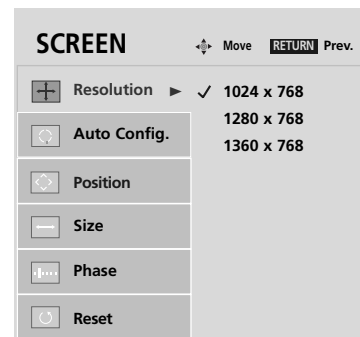 SCREEN Move RETURN Prev.
Resolution ► ✓ 1024 x 768
Auto Config. 1280 x 768
1360 x 768
Position
Size
Phase
Reset